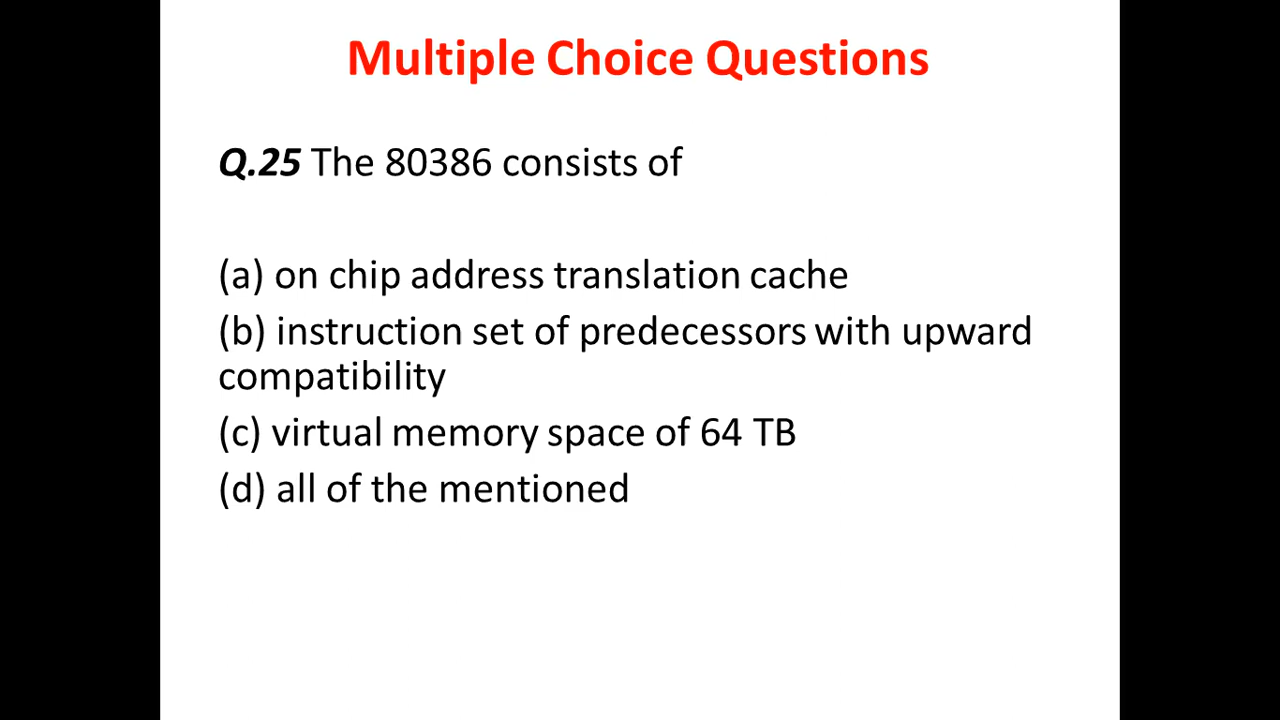 Multiple Choice Questions
Q.25 The 80386 consists of
(a) on chip address translation cache
(b) instruction set of predecessors with upward
compatibility
(c) virtual memory space of 64 TB
(d) all of the mentioned